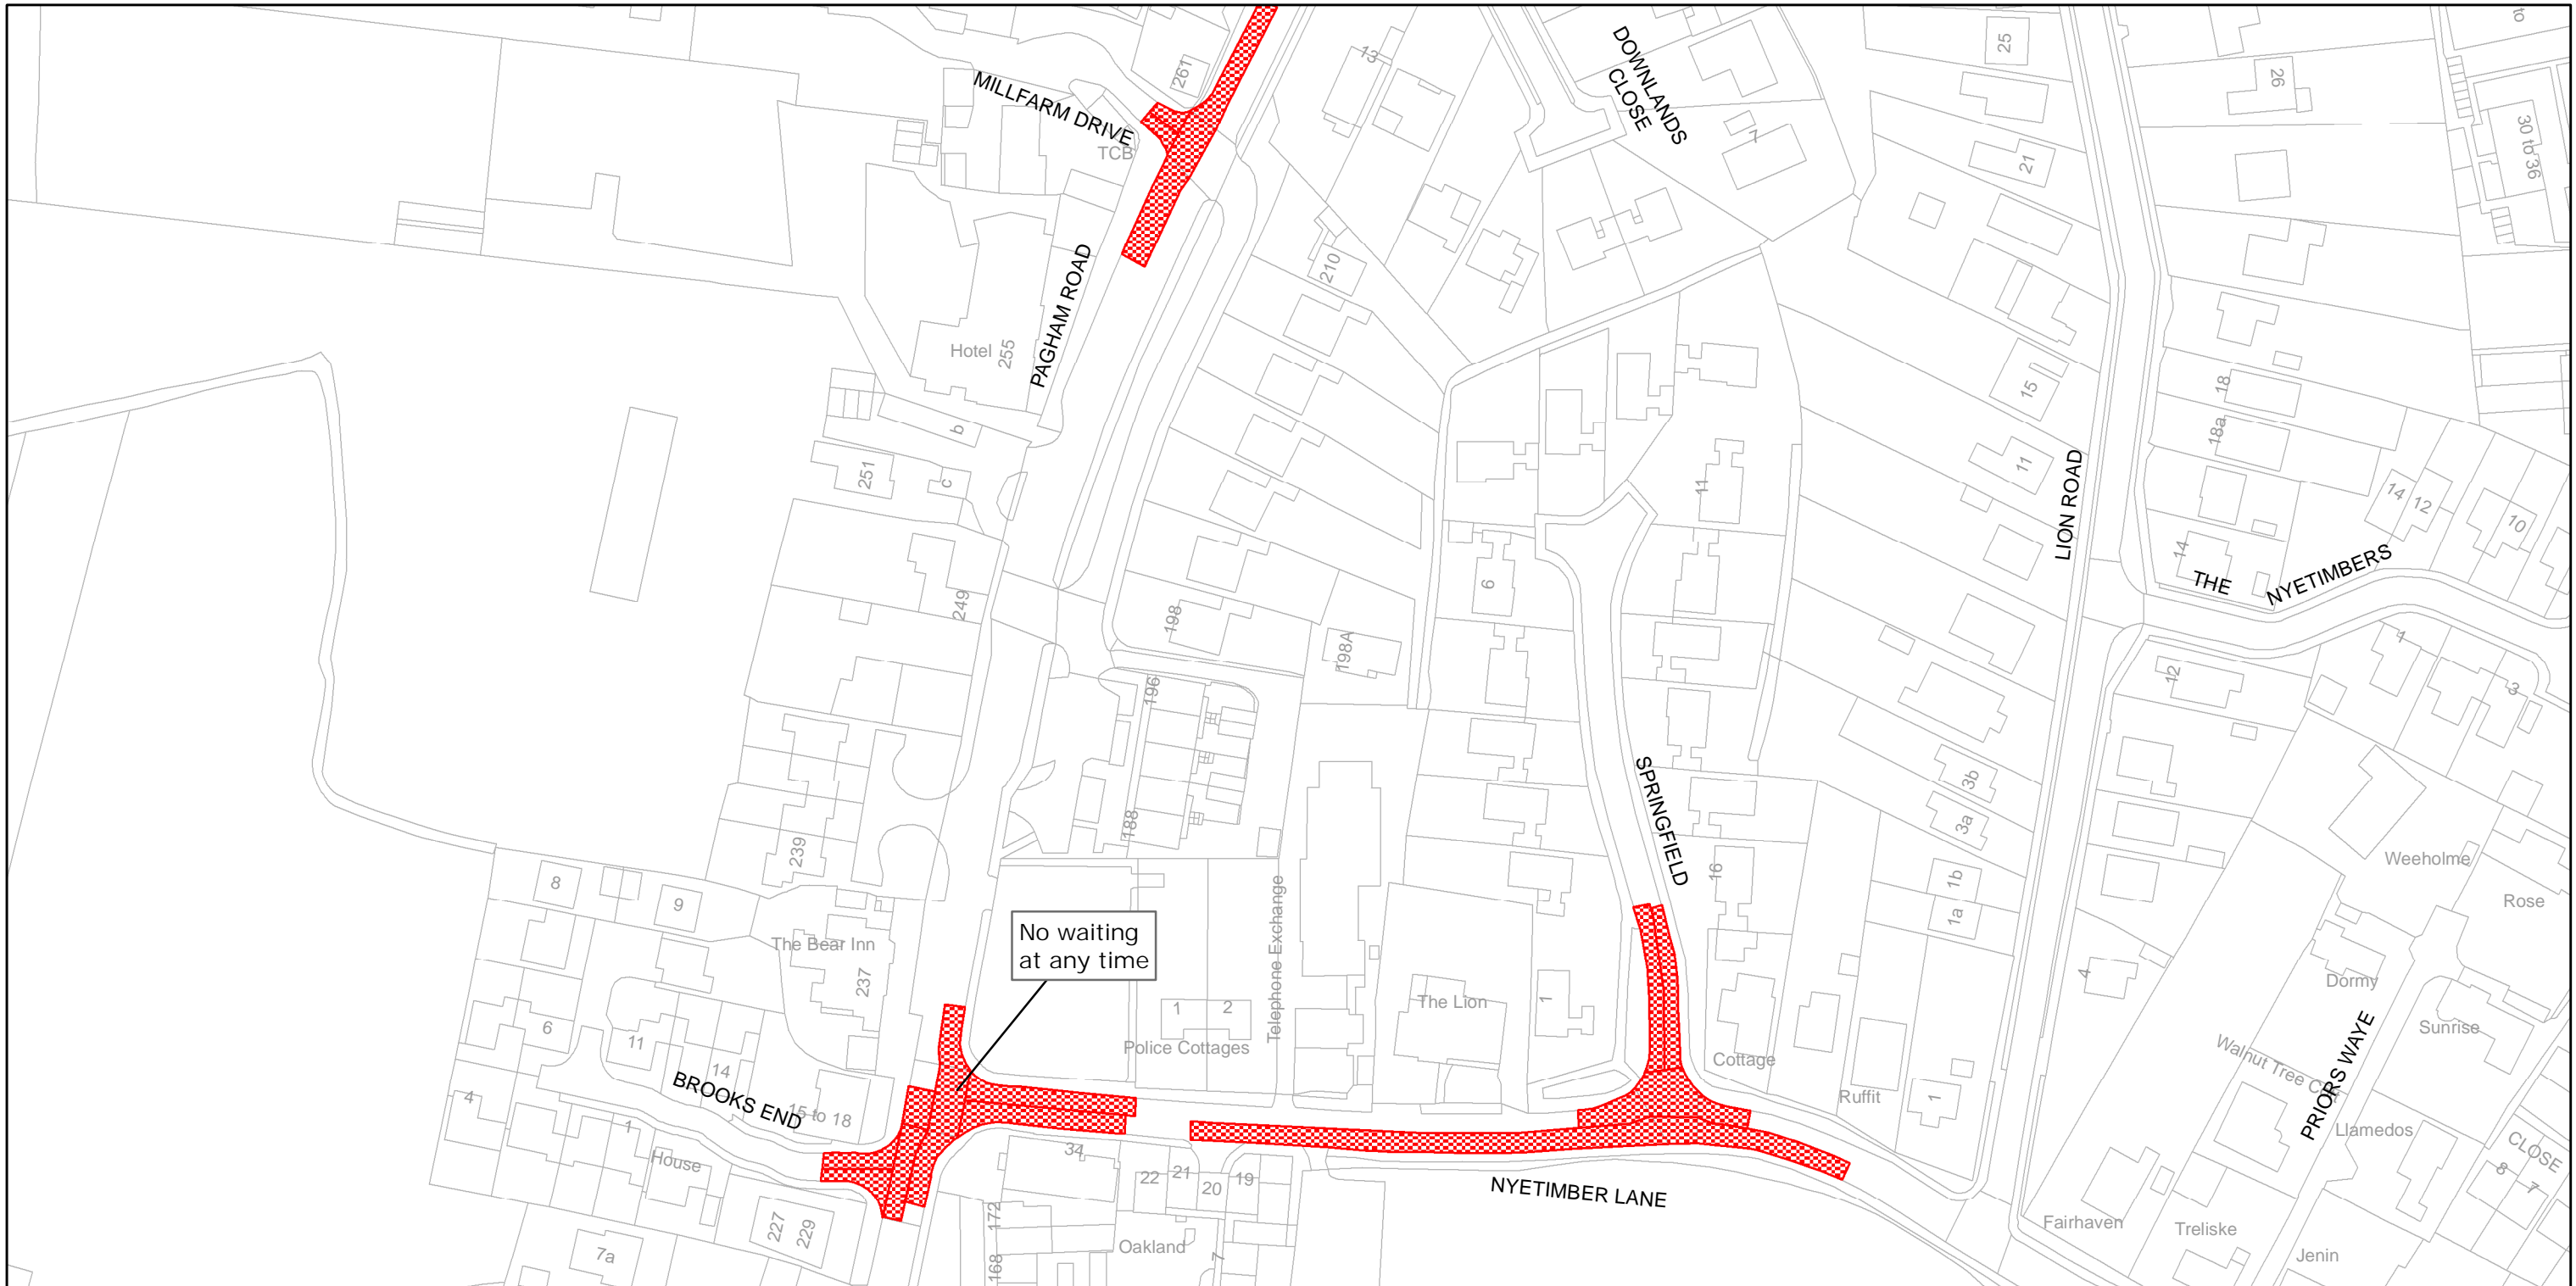 MILLFARM DRIVE
TCB
261
13
DOWNLANDS
CLOSE
7
25
21
26
30 to 36
to
210
PAGHAM ROAD
Hotel
255
b
251
c
249
198
198A
196
188
239
6
11
15
11
LION ROAD
18
18a
14
12
10
14
THE
NYETIMBERS
1
3
12
3b
3a
1b
1a
SPRINGFIELD
16
8
9
The Bear Inn
237
6
11
14
4
1
BROOKS END
15 to 18
House
227
229
7a
No waiting
at any time
1
2
Police Cottages
Telephone Exchange
The Lion
1
Cottage
Ruffit
1
4
Weeholme
Rose
Dormy
Sunrise
PRIORS WAYE
Llamedos
CLOSE
8
7
Fairhaven
Treliske
Jenin
NYETIMBER LANE
34
22
21
20
19
172
168
Oakland
7
Walnut Tree